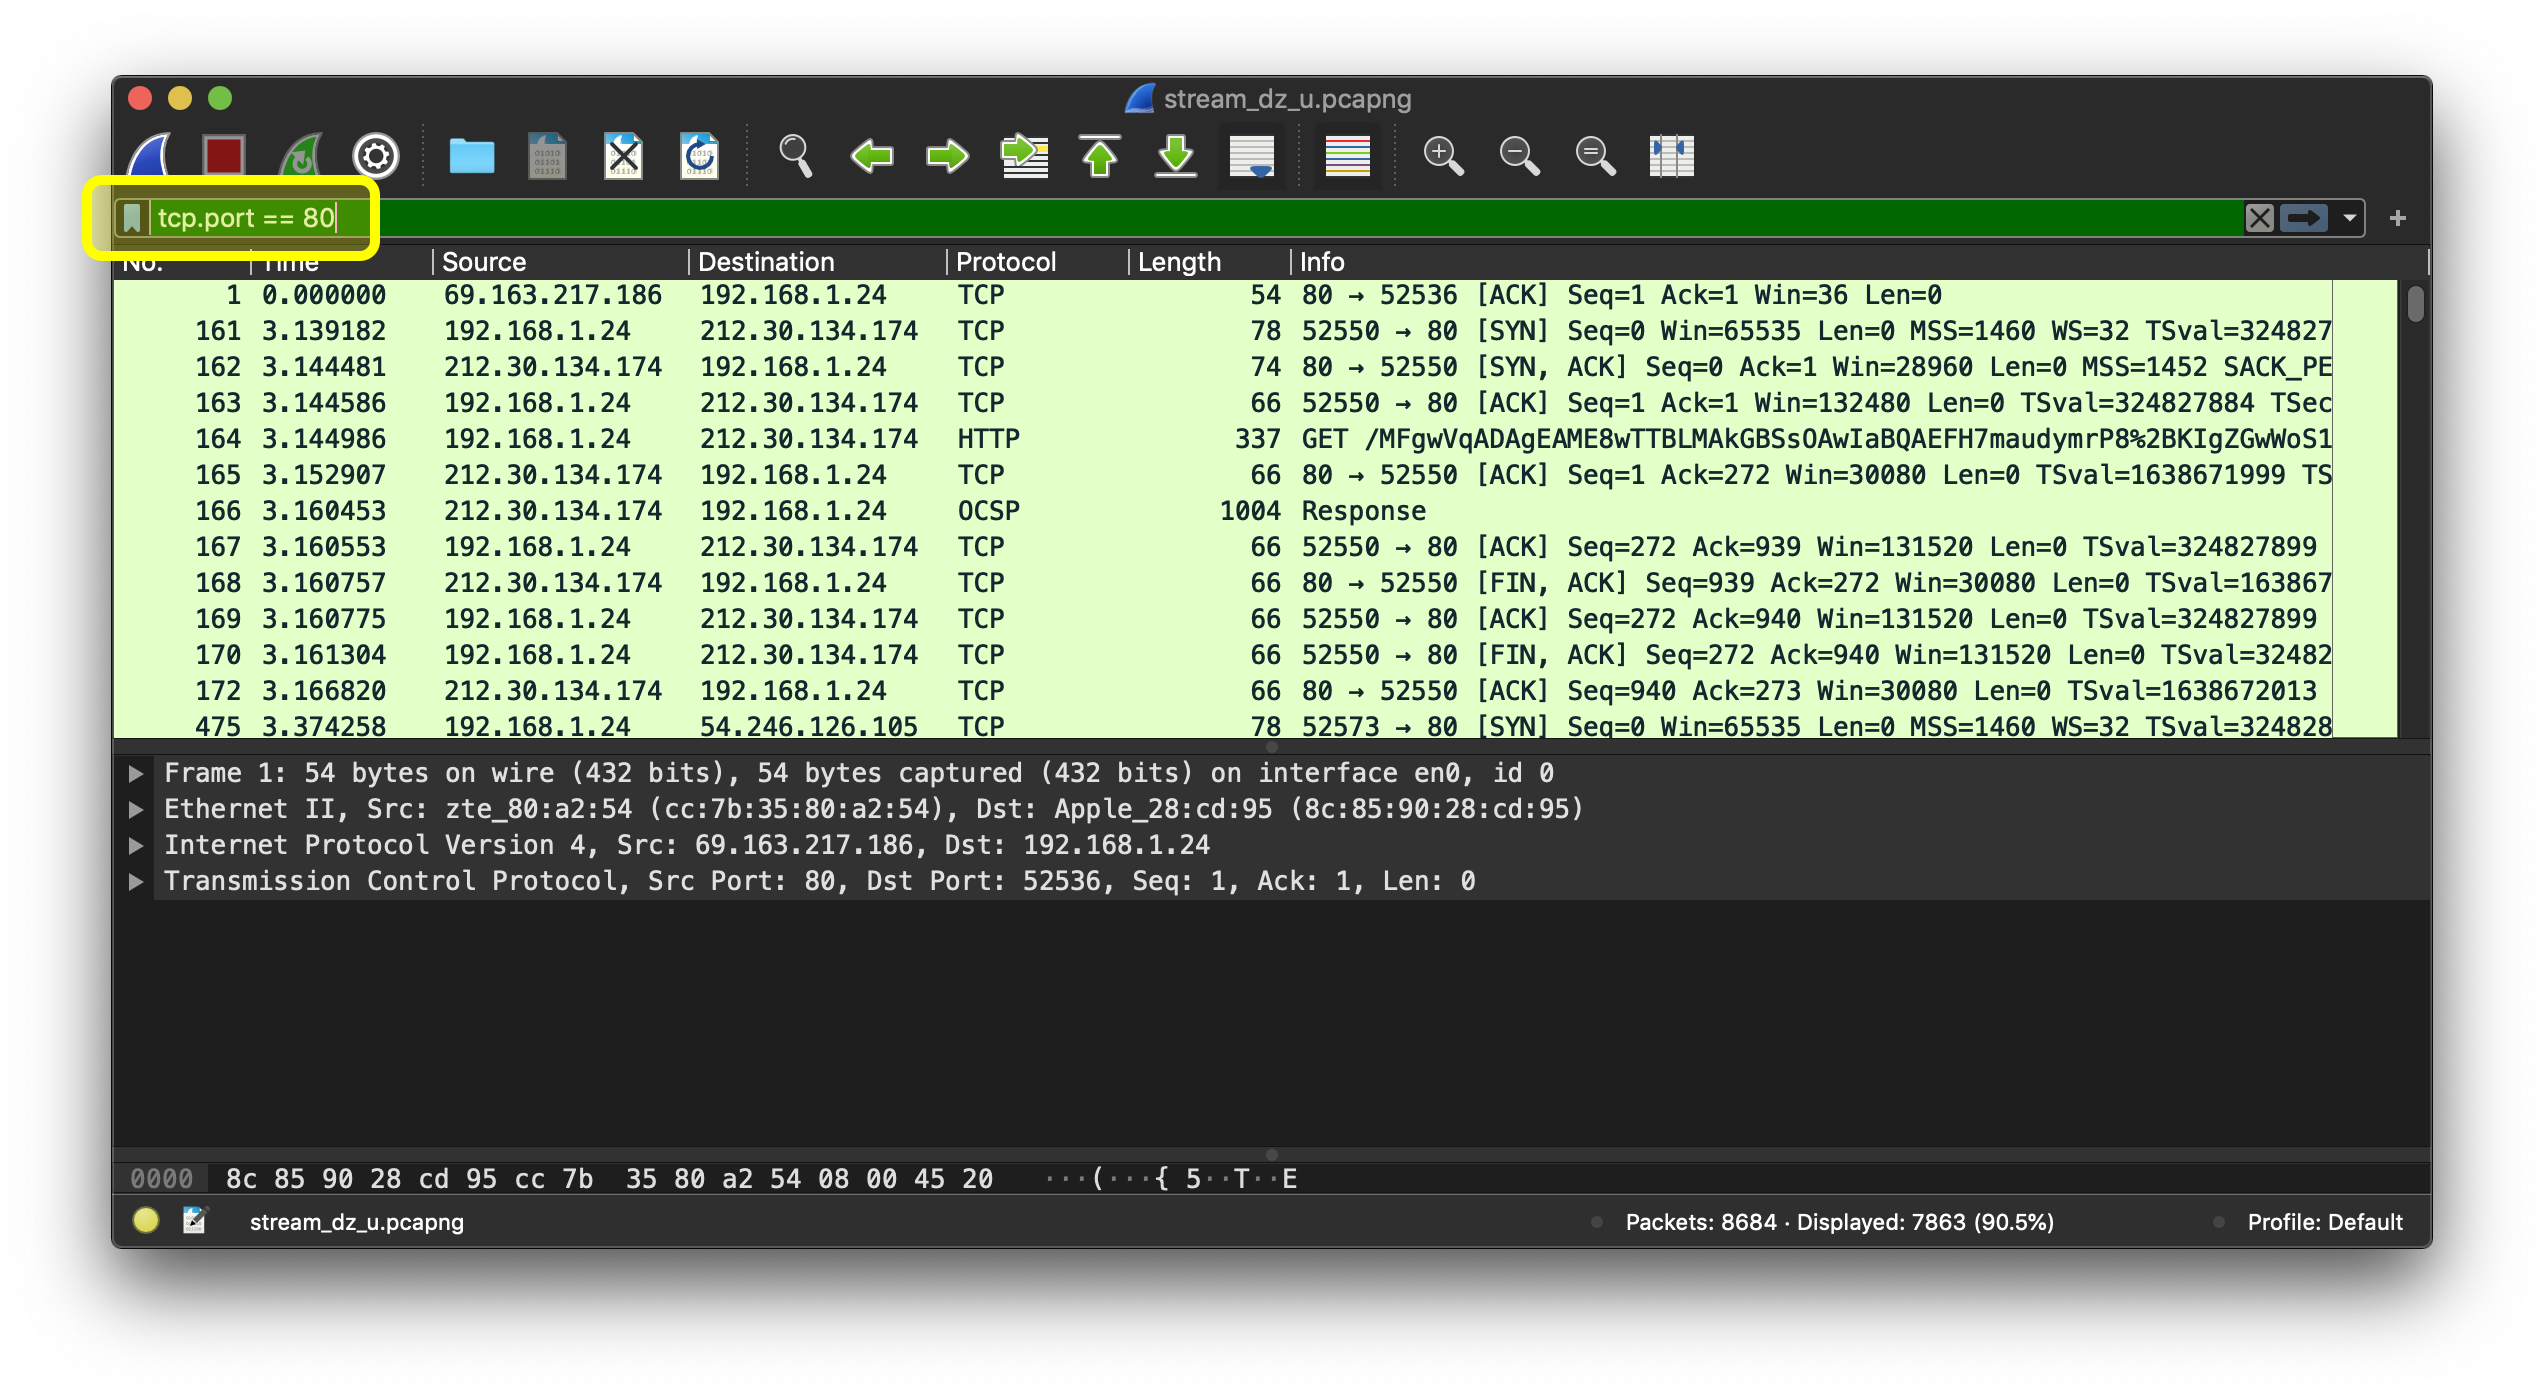 stream_dz_u.pcapng
tcp.port == 80
No. Time Source Destination Protocol Length Info
1 0.000000 69.163.217.186 192.168.1.24 TCP 54 80 → 52536 [ACK] Seq=1 Ack=1 Win=36 Len=0
161 3.139182 192.168.1.24 212.30.134.174 TCP 78 52550 → 80 [SYN] Seq=0 Win=65535 Len=0 MSS=1460 WS=32 TSval=324827
162 3.144481 212.30.134.174 192.168.1.24 TCP 74 80 → 52550 [SYN, ACK] Seq=0 Ack=1 Win=28960 Len=0 MSS=1452 SACK_PE
163 3.144586 192.168.1.24 212.30.134.174 TCP 66 52550 → 80 [ACK] Seq=1 Ack=1 Win=132480 Len=0 TSval=324827884 TSec
164 3.144986 192.168.1.24 212.30.134.174 HTTP 337 GET /MFgwVqADAgEAME8wTTBLMAkGBSsOAwIaBQAEFH7maudymrP8%2BKIgZGwWoS1
165 3.152907 212.30.134.174 192.168.1.24 TCP 66 80 → 52550 [ACK] Seq=1 Ack=272 Win=30080 Len=0 TSval=1638671999 TS
166 3.160453 212.30.134.174 192.168.1.24 OCSP 1004 Response
167 3.160553 192.168.1.24 212.30.134.174 TCP 66 52550 → 80 [ACK] Seq=272 Ack=939 Win=131520 Len=0 TSval=324827899
168 3.160757 212.30.134.174 192.168.1.24 TCP 66 80 → 52550 [FIN, ACK] Seq=939 Ack=272 Win=30080 Len=0 TSval=163867
169 3.160775 192.168.1.24 212.30.134.174 TCP 66 52550 → 80 [ACK] Seq=272 Ack=940 Win=131520 Len=0 TSval=324827899
170 3.161304 192.168.1.24 212.30.134.174 TCP 66 52550 → 80 [FIN, ACK] Seq=272 Ack=940 Win=131520 Len=0 TSval=32482
172 3.166820 212.30.134.174 192.168.1.24 TCP 66 80 → 52550 [ACK] Seq=940 Ack=273 Win=30080 Len=0 TSval=1638672013
475 3.374258 192.168.1.24 54.246.126.105 TCP 78 52573 → 80 [SYN] Seq=0 Win=65535 Len=0 MSS=1460 WS=32 TSval=324828
Frame 1: 54 bytes on wire (432 bits), 54 bytes captured (432 bits) on interface en0, id 0
Ethernet II, Src: zte_80:a2:54 (cc:7b:35:80:a2:54), Dst: Apple_28:cd:95 (8c:85:90:28:cd:95)
Internet Protocol Version 4, Src: 69.163.217.186, Dst: 192.168.1.24
Transmission Control Protocol, Src Port: 80, Dst Port: 52536, Seq: 1, Ack: 1, Len: 0
0000 8c 85 90 28 cd 95 cc 7b 35 80 a2 54 08 00 45 20 ···(···{ 5··T··E
stream_dz_u.pcapng Packets: 8684 · Displayed: 7863 (90.5%) Profile: Default